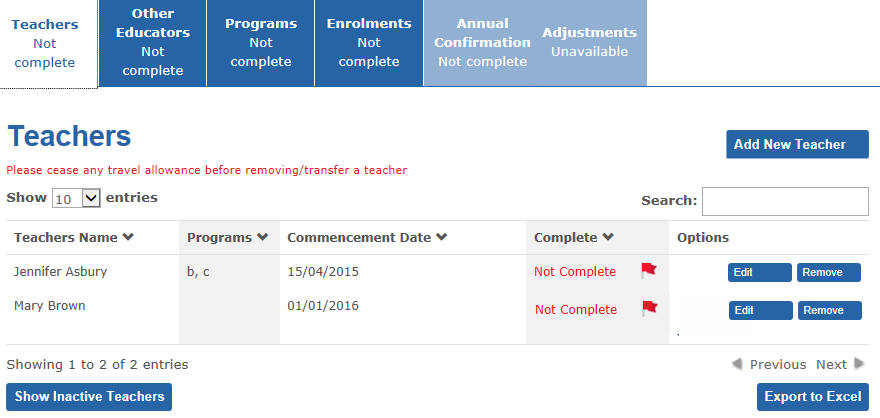 Teachers
Not
complete
Other
Educators
Not
complete
Programs
Not
complete
Enrolments
Not
complete
Annual
Confirmation
Not complete
Adjustments
Unavailable
Teachers
Add New Teacher
Please cease any travel allowance before removing/transfer a teacher
Show 10 entries
Search:
Teachers Name Programs Commencement Date Complete Options
Jennifer Asbury b, c 15/04/2015 Not Complete Edit Remove
Mary Brown 01/01/2016 Not Complete Edit Remove
Showing 1 to 2 of 2 entries
Previous Next
Show Inactive Teachers
Export to Excel